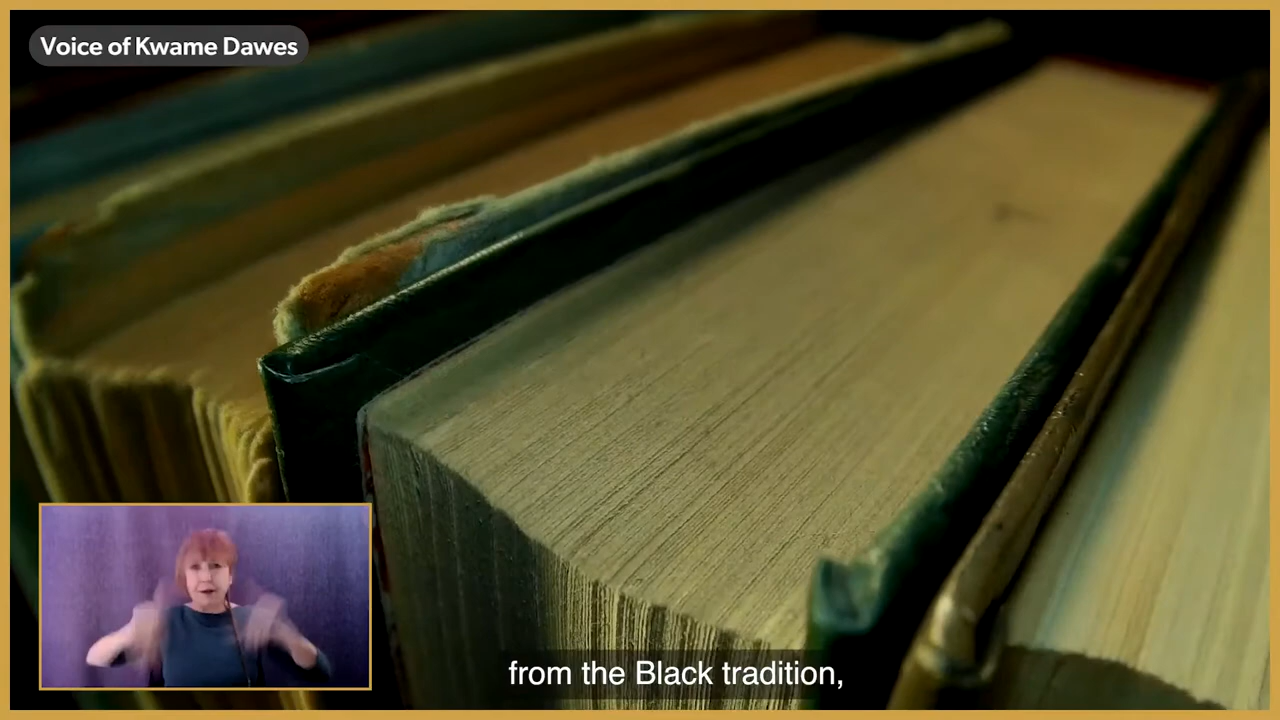 Voice of Kwame Dawes
from the Black tradition,